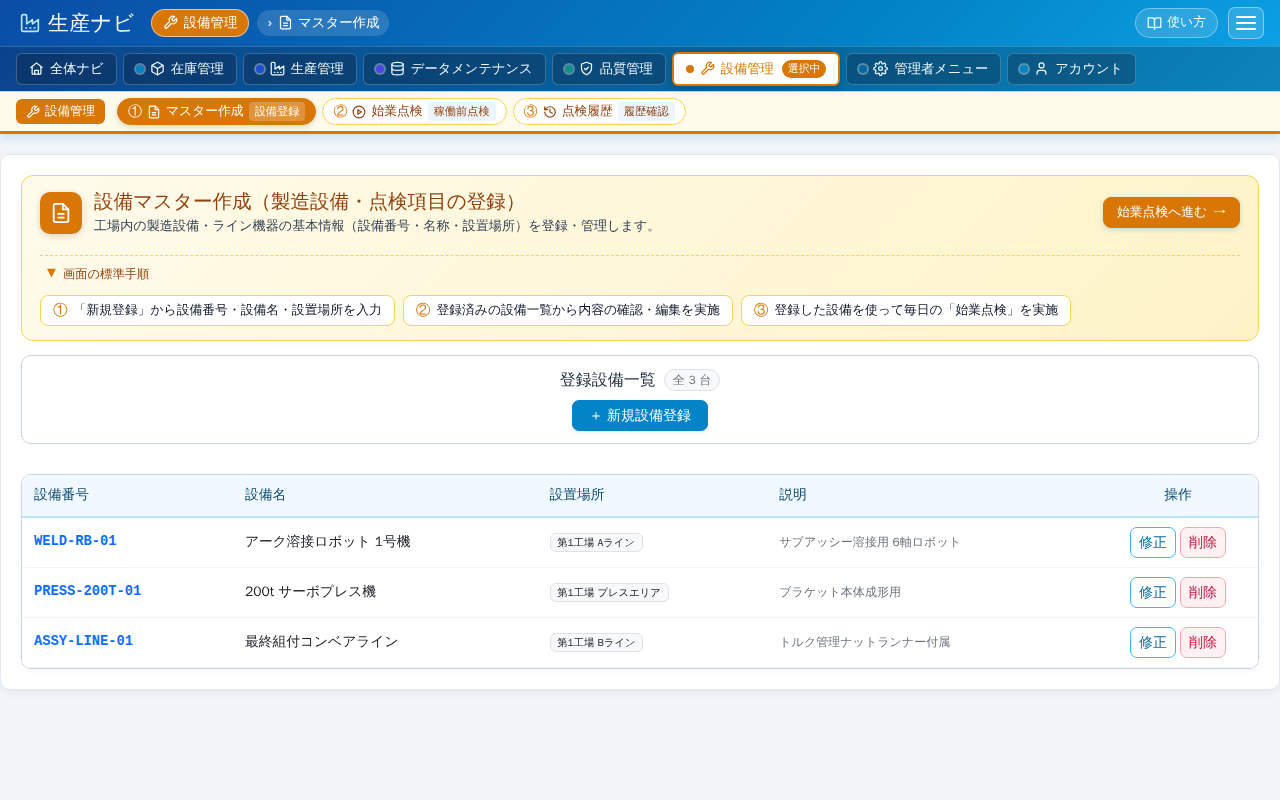 生産ナビ 設備管理 › マスター作成 使い方
全体ナビ 在庫管理 生産管理 データメンテナンス 品質管理 設備管理 選択中 管理者メニュー アカウント
設備管理 ① マスター作成 設備登録 ② 始業点検 稼働前点検 ③ 点検履歴 履歴確認
設備マスター作成（製造設備・点検項目の登録）
工場内の製造設備・ライン機器の基本情報（設備番号・名称・設置場所）を登録・管理します。
始業点検へ進む →
▼ 画面の標準手順
① 「新規登録」から設備番号・設備名・設置場所を入力 ② 登録済みの設備一覧から内容の確認・編集を実施 ③ 登録した設備を使って毎日の「始業点検」を実施
登録設備一覧 全 3 台
＋ 新規設備登録
設備番号 設備名 設置場所 説明 操作
WELD-RB-01 アーク溶接ロボット 1号機 第1工場 Aライン サブアッシー溶接用 6軸ロボット 修正 削除
PRESS-200T-01 200t サーボプレス機 第1工場 プレスエリア ブラケット本体成形用 修正 削除
ASSY-LINE-01 最終組付コンベアライン 第1工場 Bライン トルク管理ナットランナー付属 修正 削除